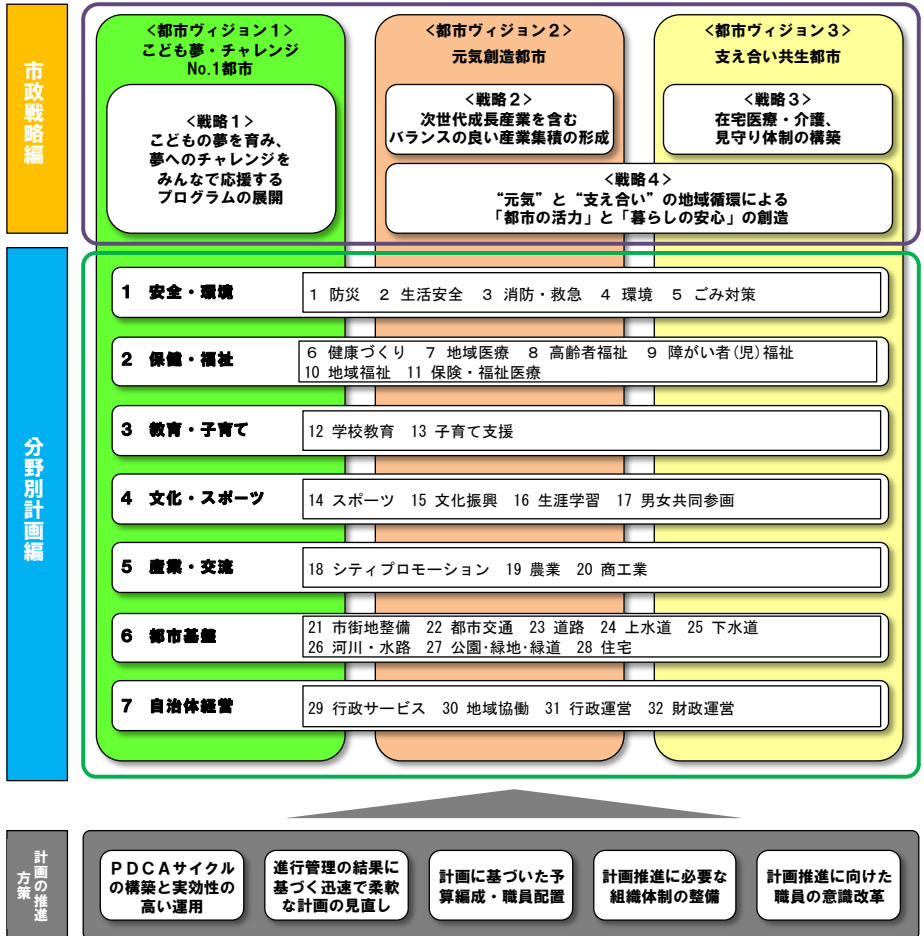 市政戦略編
＜都市ヴィジョン１＞
こども夢・チャレンジ
No.1都市
＜戦略１＞
こどもの夢を育み、
夢へのチャレンジを
みんなで応援する
プログラムの展開
＜都市ヴィジョン２＞
元気創造都市
＜戦略２＞
次世代成長産業を含む
バランスの良い産業集積の形成
＜都市ヴィジョン３＞
支え合い共生都市
＜戦略３＞
在宅医療・介護、
見守り体制の構築
＜戦略４＞
“元気”と“支え合い”の地域循環による
「都市の活力」と「暮らしの安心」の創造
分野別計画編
１ 安全・環境
1 防災 2 生活安全 3 消防・救急 4 環境 5 ごみ対策
２ 保健・福祉
6 健康づくり 7 地域医療 8 高齢者福祉 9 障がい者(児)福祉
10 地域福祉 11 保険・福祉医療
３ 教育・子育て
12 学校教育 13 子育て支援
４ 文化・スポーツ
14 スポーツ 15 文化振興 16 生涯学習 17 男女共同参画
５ 産業・交流
18 シティプロモーション 19 農業 20 商工業
６ 都市基盤
21 市街地整備 22 都市交通 23 道路 24 上水道 25 下水道
26 河川・水路 27 公園･緑地･緑道 28 住宅
７ 自治体経営
29 行政サービス 30 地域協働 31 行政運営 32 財政運営
計画の推進
方策
ＰＤＣＡサイクル
の構築と実効性の
高い運用
進行管理の結果に
基づく迅速で柔軟
な計画の見直し
計画に基づいた予
算編成・職員配置
計画推進に必要な
組織体制の整備
計画推進に向けた
職員の意識改革